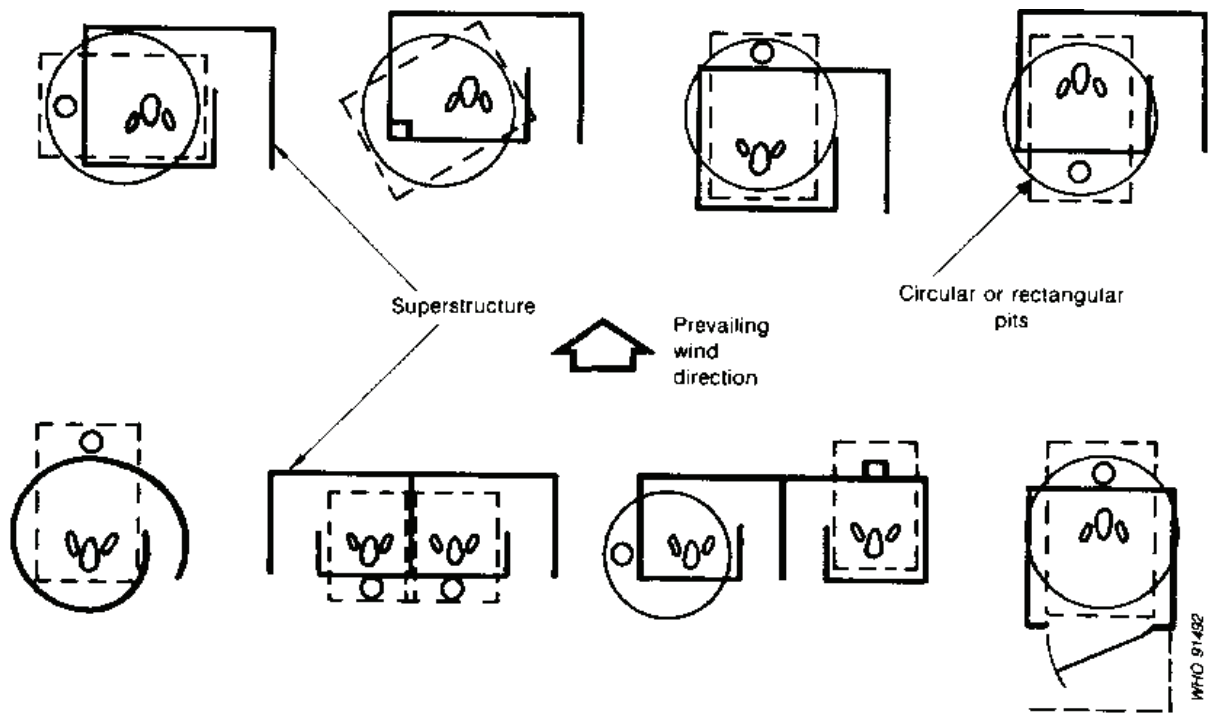 Superstructure
Circular or rectangular
pits
Prevailing
wind
direction
WHO 91492